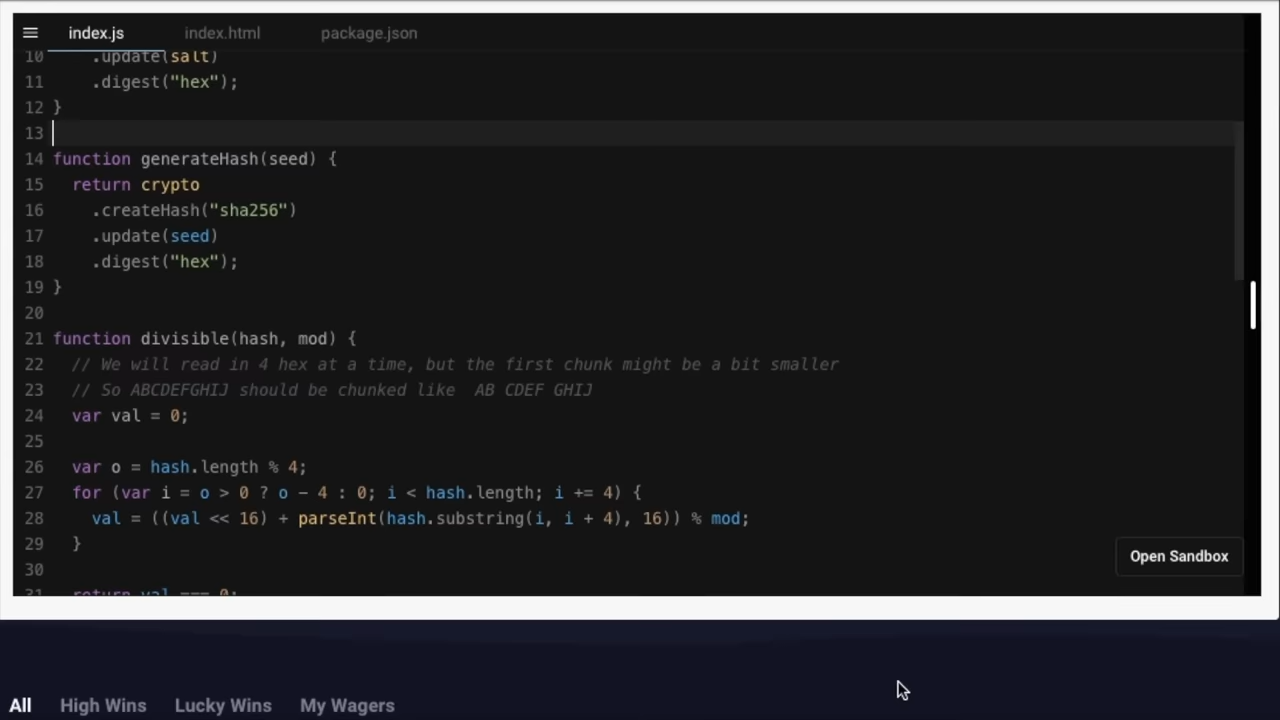 index.js index.html package.json
10 .update(salt)
11 .digest("hex");
12 }
13
14 function generateHash(seed) {
15 return crypto
16 .createHash("sha256")
17 .update(seed)
18 .digest("hex");
19 }
20
21 function divisible(hash, mod) {
22 // We will read in 4 hex at a time, but the first chunk might be a bit smaller
23 // So ABCDEFGHIJ should be chunked like  AB CDEF GHIJ
24 var val = 0;
25
26 var o = hash.length % 4;
27 for (var i = o > 0 ? o - 4 : 0; i < hash.length; i += 4) {
28 val = ((val << 16) + parseInt(hash.substring(i, i + 4), 16)) % mod;
29 }
30
31 return val === 0;
Open Sandbox
All High Wins Lucky Wins My Wagers